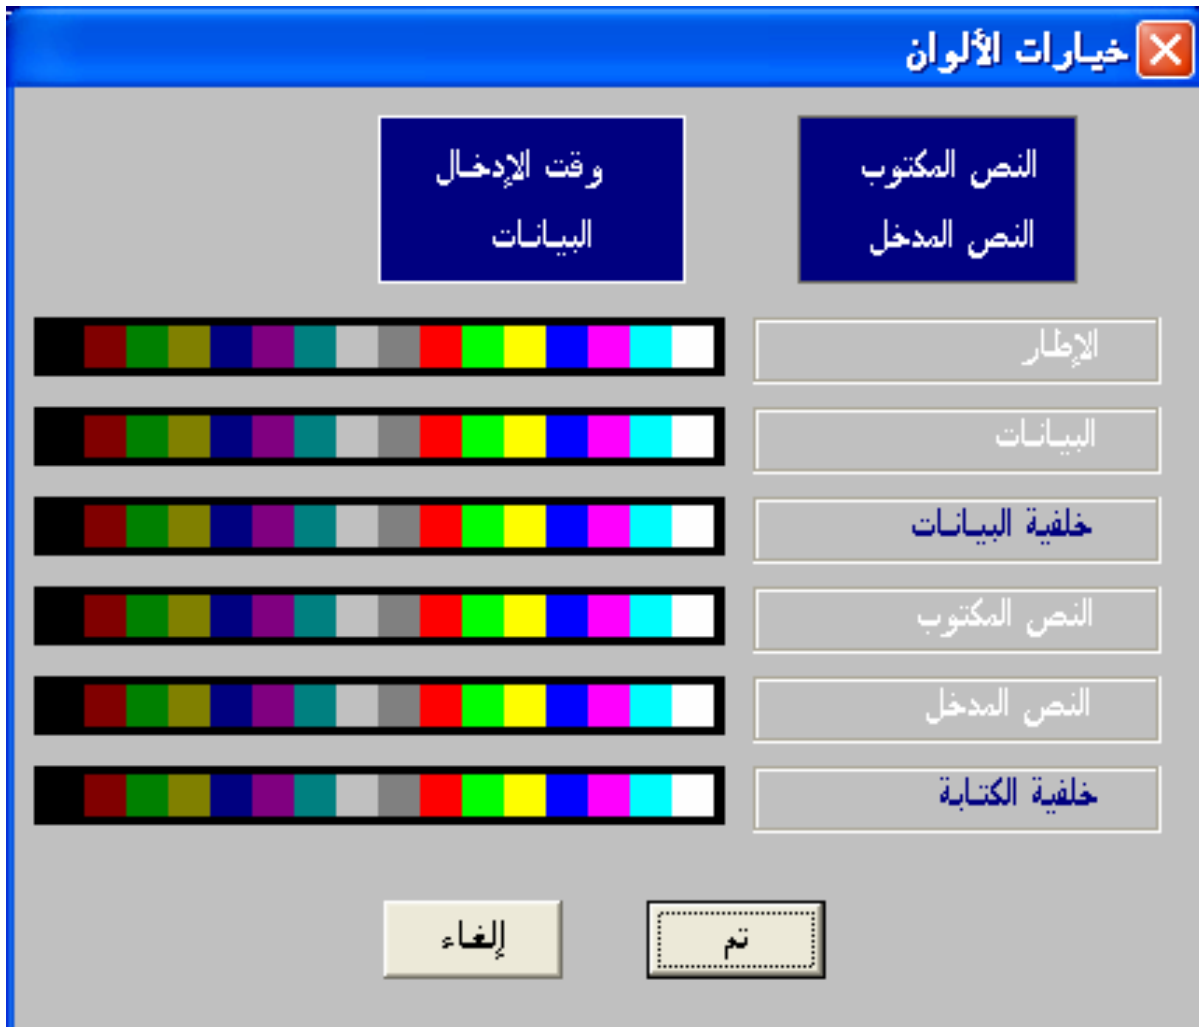 خيارات الألوان
النص المكتوب
النص المدخل
وقت الإدخال
البيانات
الإطار
البيانات
خلفية البيانات
النص المكتوب
النص المدخل
خلفية الكتابة
تم
إلغاء